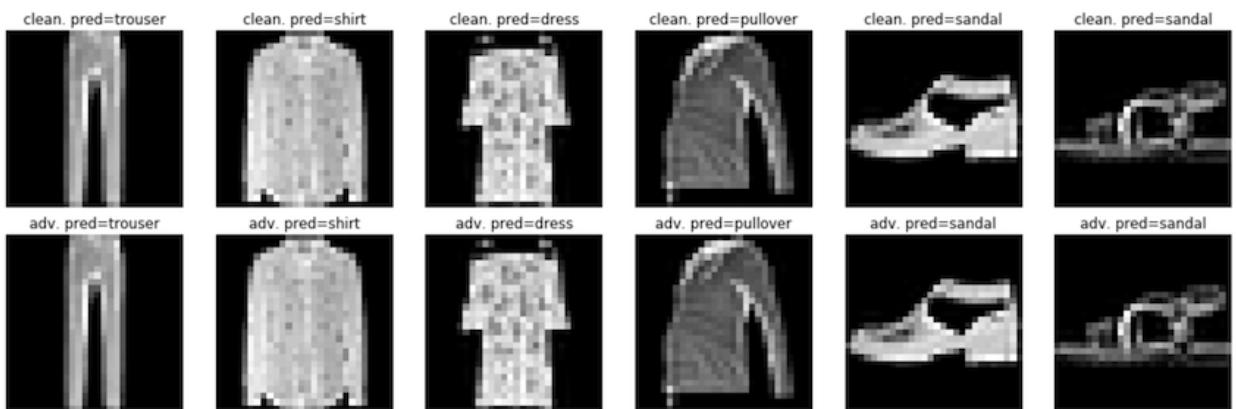 clean. pred=trouser clean. pred=shirt clean. pred=dress clean. pred=pullover clean. pred=sandal clean. pred=sandal
adv. pred=trouser adv. pred=shirt adv. pred=dress adv. pred=pullover adv. pred=sandal adv. pred=sandal